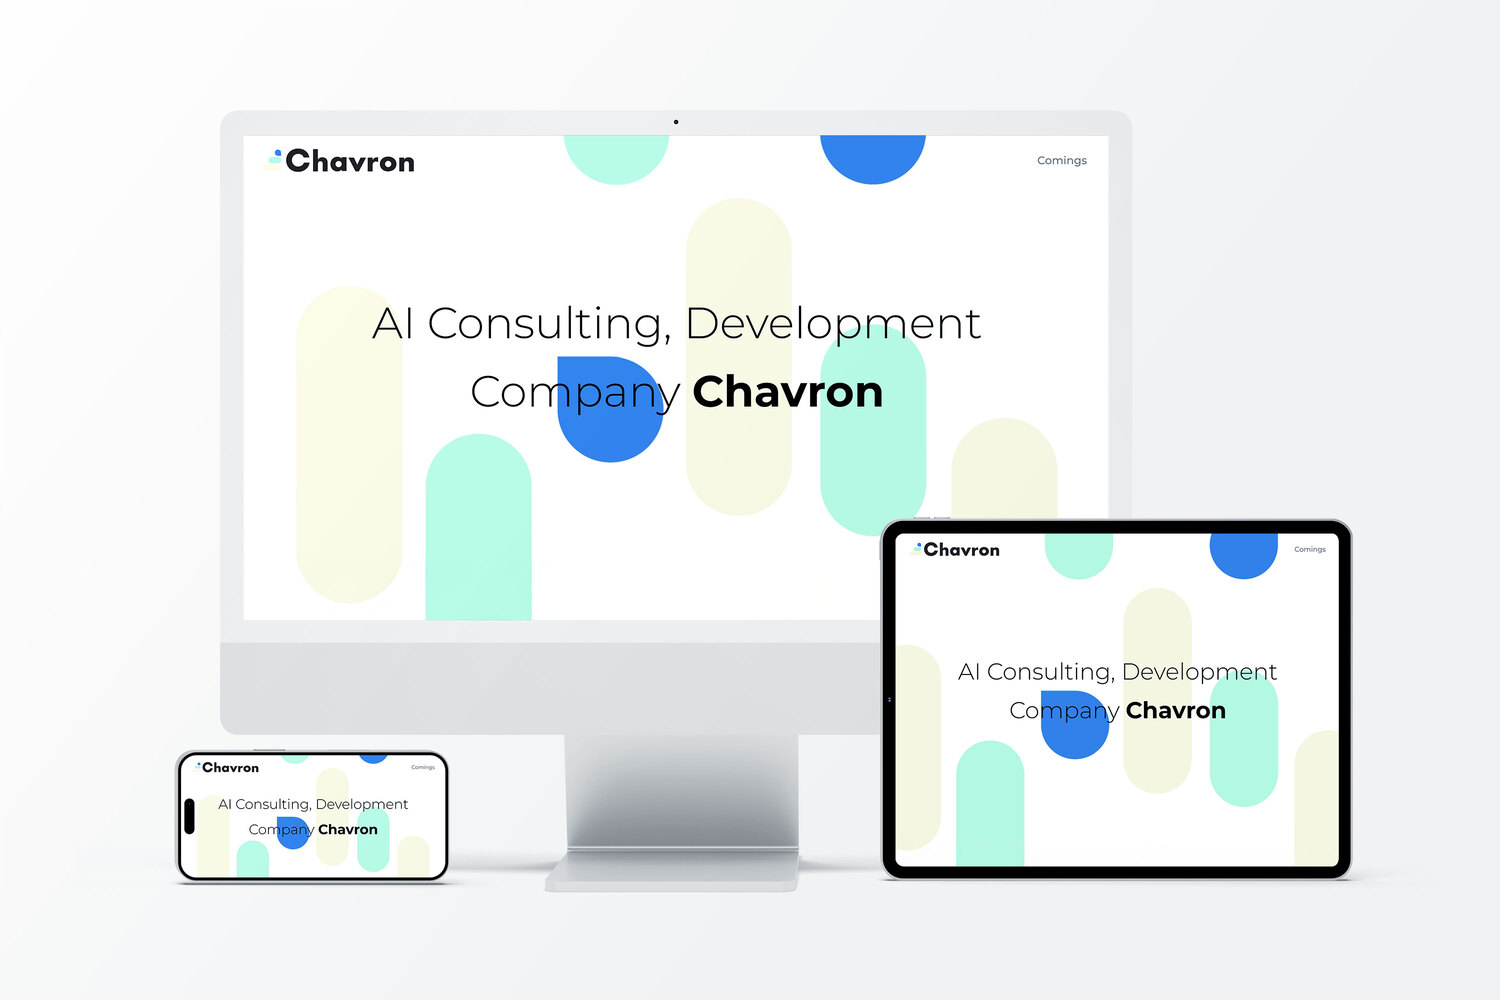 Chavron
Comings
AI Consulting, Development
Company Chavron
Chavron
Comings
AI Consulting, Development
Company Chavron
Chavron
Comings
AI Consulting, Development
Company Chavron